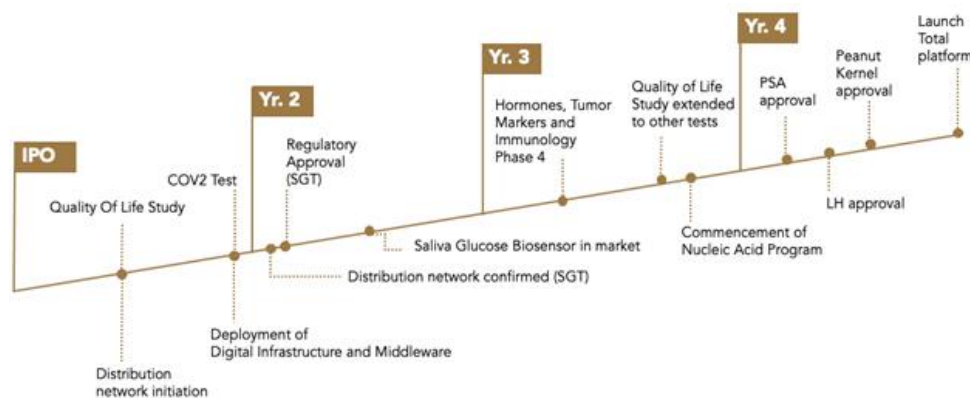 IPO
Quality Of Life Study
Distribution
network initiation
COV2 Test
Deployment of
Digital Infrastructure and Middleware
Yr. 2
Distribution network confirmed (SGT)
Regulatory
Approval
(SGT)
Saliva Glucose Biosensor in market
Yr. 3
Hormones, Tumor
Markers and
Immunology
Phase 4
Quality of Life
Study extended
to other tests
Commencement of
Nucleic Acid Program
Yr. 4
PSA
approval
LH approval
Peanut
Kernel
approval
Launch
Total
platform